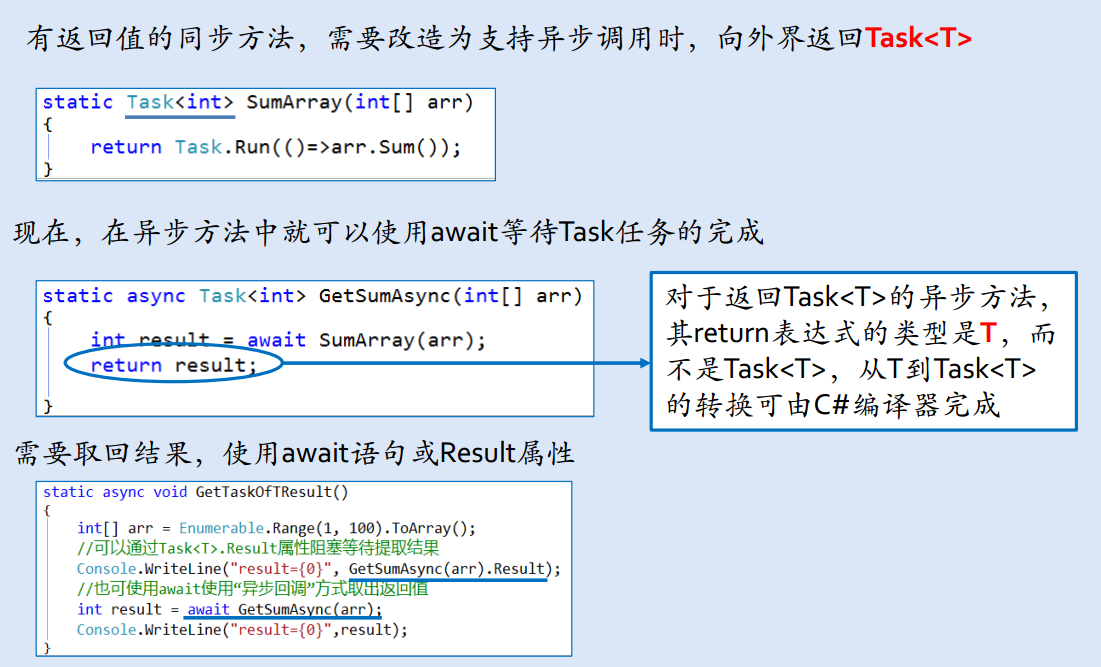 有返回值的同步方法，需要改造为支持异步调用时，向外界返回Task<T>
static Task<int> SumArray(int[] arr)
{
    return Task.Run(()=>arr.Sum());
}
现在，在异步方法中就可以使用await等待Task任务的完成
static async Task<int> GetSumAsync(int[] arr)
{
    int result = await SumArray(arr);
    return result;
}
对于返回Task<T>的异步方法，
其return表达式的类型是T，而
不是Task<T>，从T到Task<T>
的转换可由C#编译器完成
需要取回结果，使用await语句或Result属性
static async void GetTaskOfTResult()
{
    int[] arr = Enumerable.Range(1, 100).ToArray();
    //可以通过Task<T>.Result属性阻塞等待提取结果
    Console.WriteLine("result={0}", GetSumAsync(arr).Result);
    //也可使用await使用“异步回调”方式取出返回值
    int result = await GetSumAsync(arr);
    Console.WriteLine("result={0}",result);
}